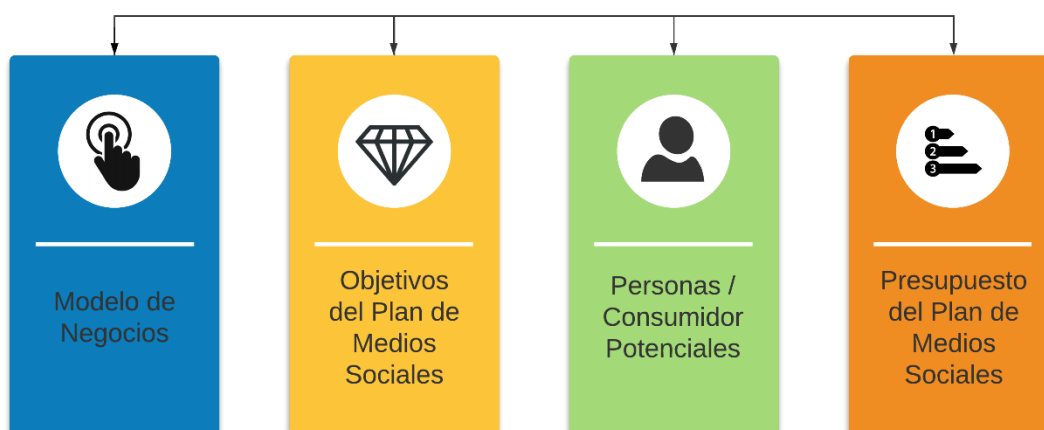 Modelo de
Negocios
Objetivos
del Plan de
Medios
Sociales
Personas /
Consumidor
Potenciales
1
2
3
Presupuesto
del Plan de
Medios
Sociales